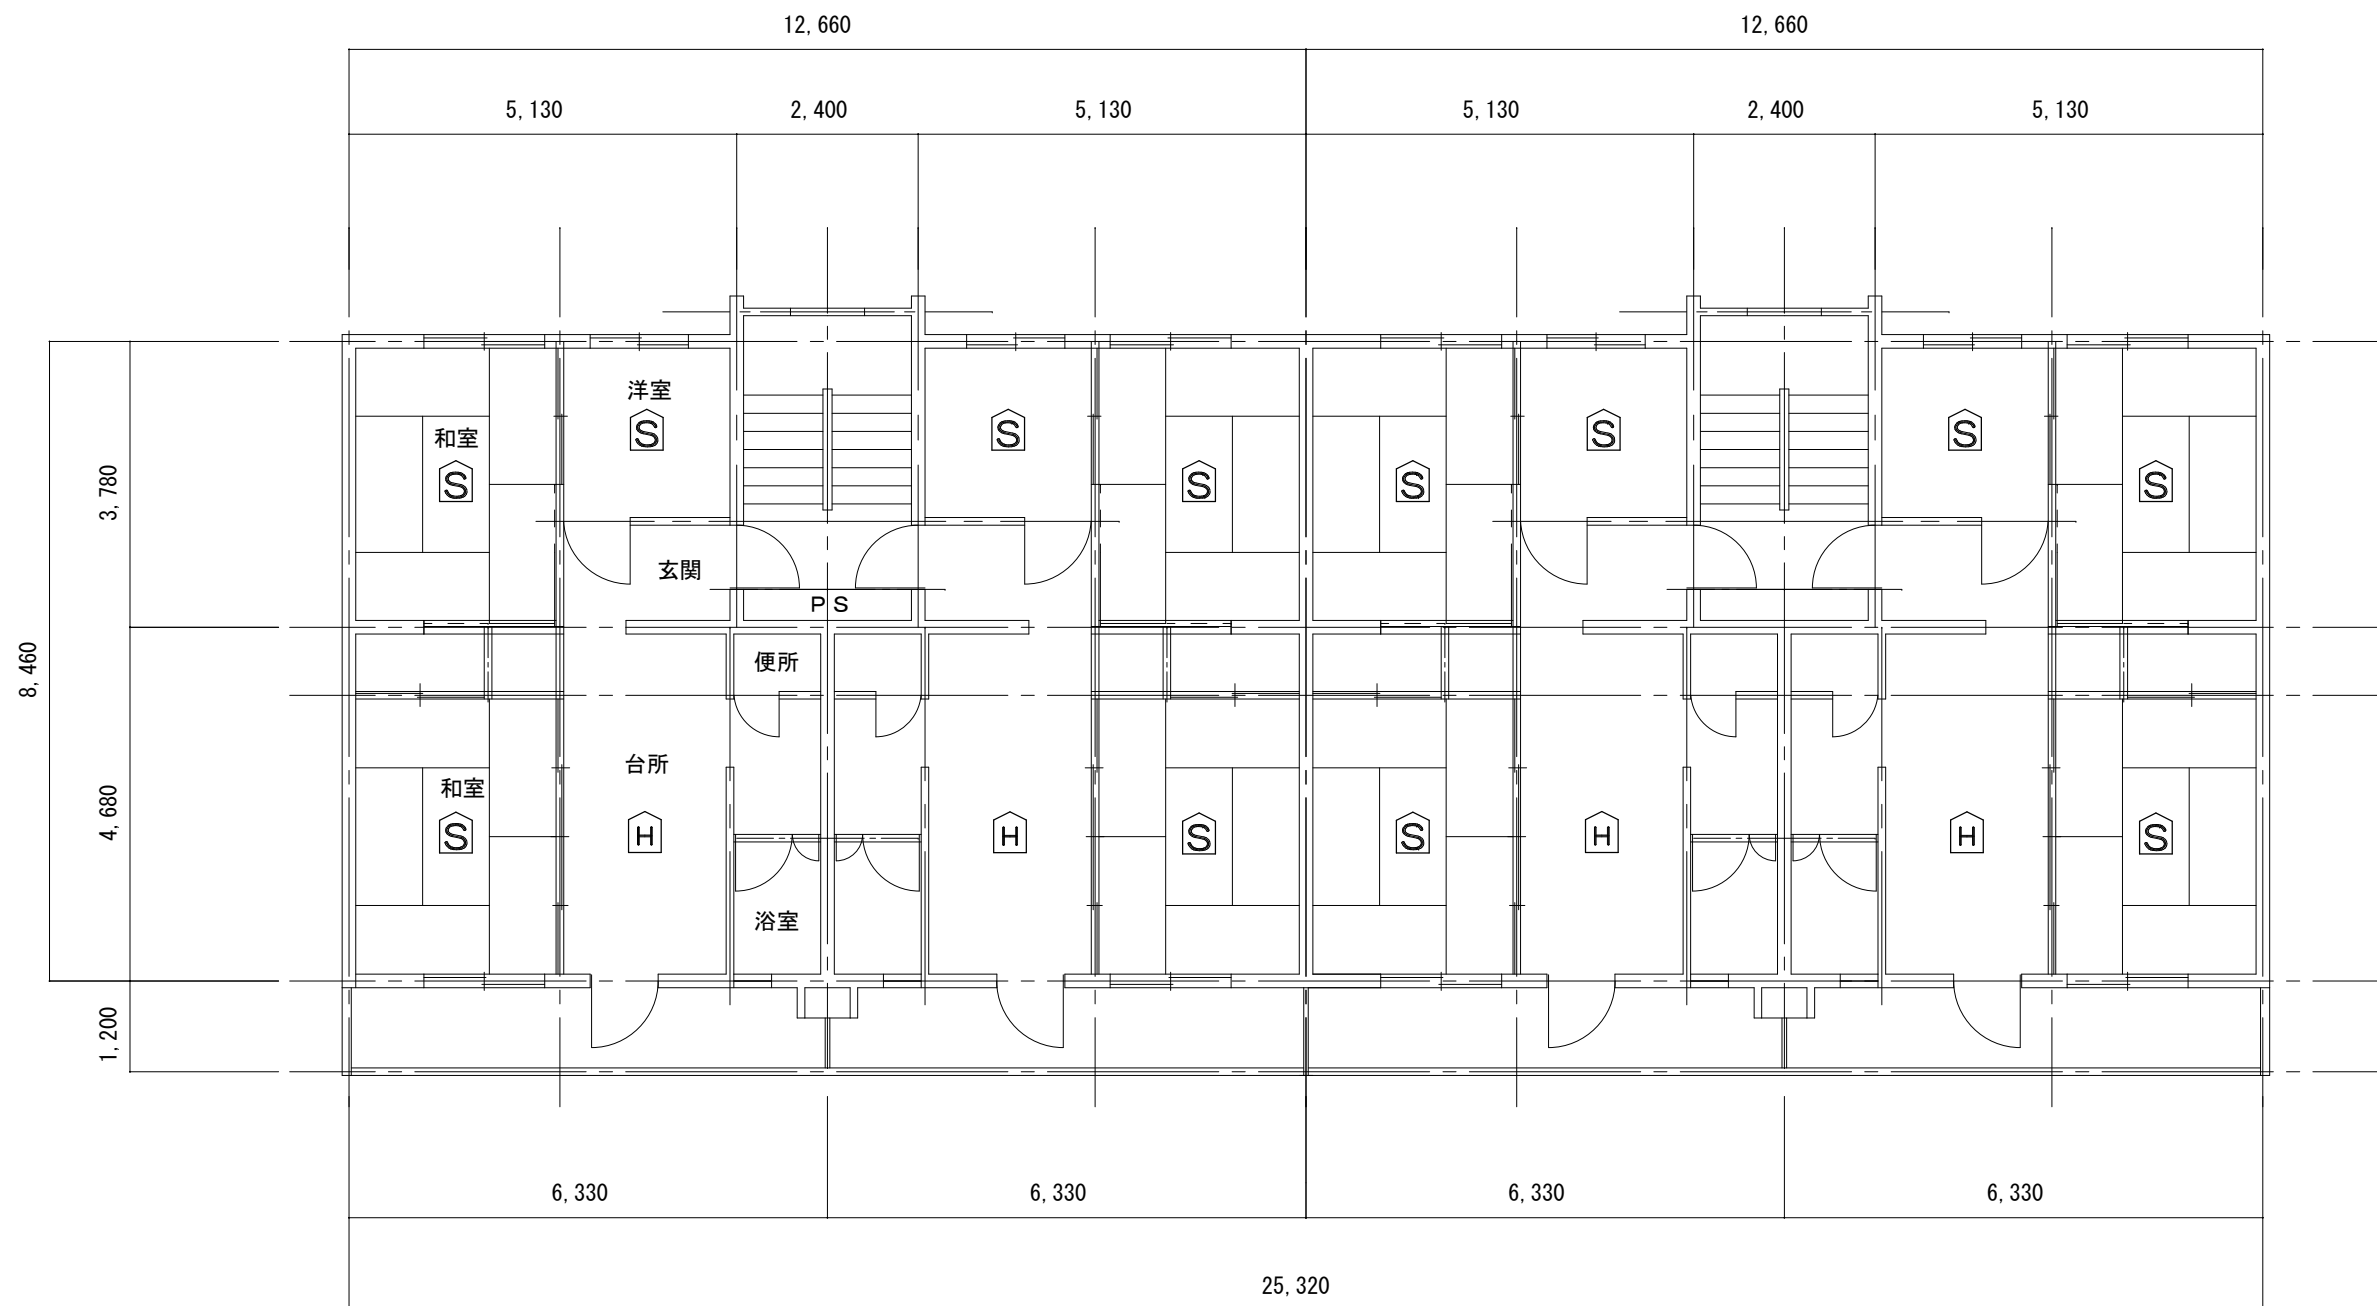 12,660 12,660
5,130 2,400 5,130 5,130 2,400 5,130
洋室
S S S S
和室
S S S S
3,780
玄関
PS
8,460
便所
台所
和室
S H H S S H H S
4,680
浴室
1,200
6,330 6,330 6,330 6,330
25,320